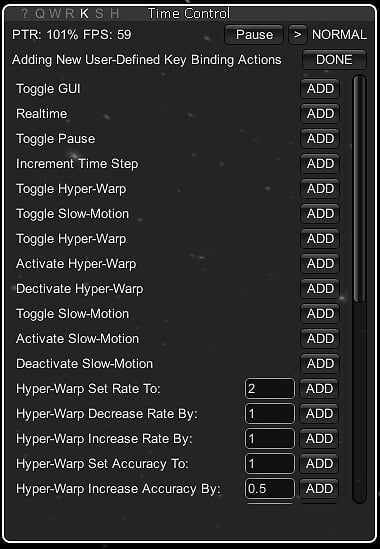 ? Q W R K S H Time Control
PTR: 101% FPS: 59 Pause > NORMAL
Adding New User-Defined Key Binding Actions DONE
Toggle GUI ADD
Realtime ADD
Toggle Pause ADD
Increment Time Step ADD
Toggle Hyper-Warp ADD
Toggle Slow-Motion ADD
Toggle Hyper-Warp ADD
Activate Hyper-Warp ADD
Dectivate Hyper-Warp ADD
Toggle Slow-Motion ADD
Activate Slow-Motion ADD
Deactivate Slow-Motion ADD
Hyper-Warp Set Rate To: 2 ADD
Hyper-Warp Decrease Rate By: 1 ADD
Hyper-Warp Increase Rate By: 1 ADD
Hyper-Warp Set Accuracy To: 1 ADD
Hyper-Warp Increase Accuracy By: 0.5 ADD